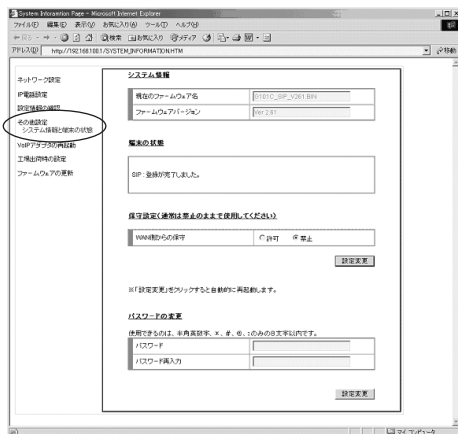 System Inforamtion Page - Microsoft Internet Explorer
ファイル(F) 編集(E) 表示(V) お気に入り(A) ツール(T) ヘルプ(H)
戻る 検索 お気に入り メディア
アドレス(D) http://192.168.100.1/SYSTEM_INFORMATION.HTM 移動
ネットワーク設定
IP電話設定
設定情報の確認
その他設定
システム情報と端末の状態
VoIPアダプタの再起動
工場出荷時の設定
ファームウェアの更新
システム情報
現在のファームウェア名 0101C_SIP_V261.BIN
ファームウェアバージョン Ver 2.61
端末の状態
SIP : 登録が完了しました。
保守設定(通常は禁止のままで使用してください)
WAN側からの保守 許可 禁止
設定変更
※「設定変更」をクリックすると自動的に再起動します。
パスワードの変更
使用できるのは、半角英数字、*、#、@、:のみの8文字以内です。
パスワード
パスワード再入力
設定変更
マイ コンピュータ